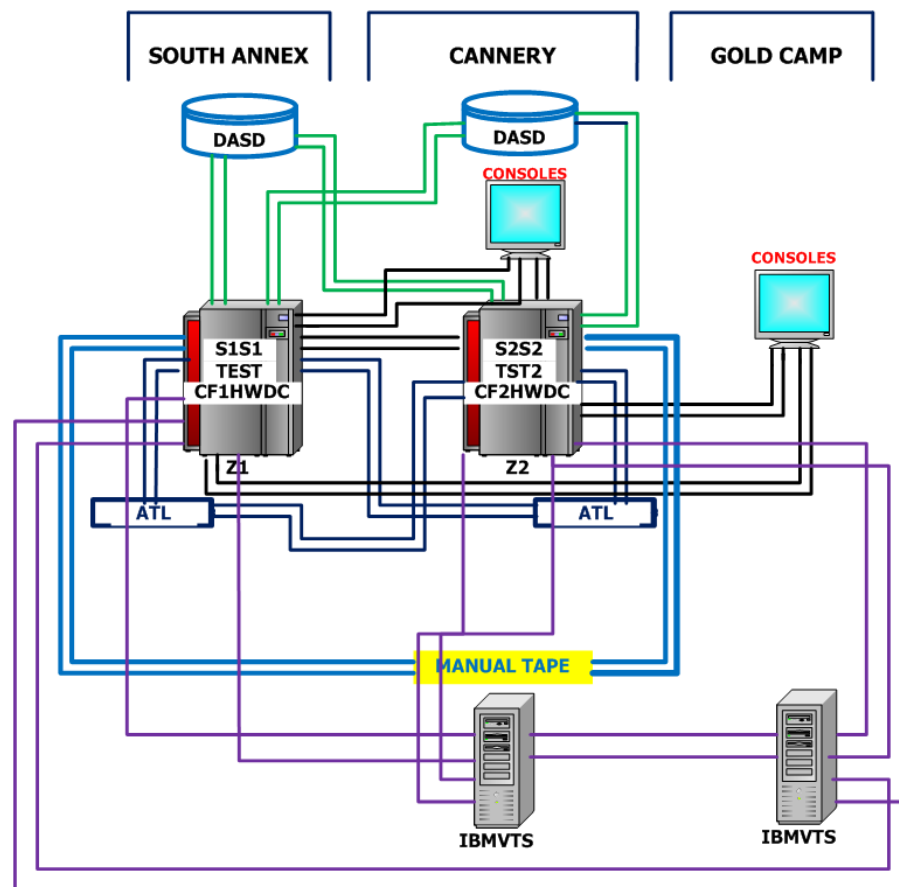 SOUTH ANNEX
CANNERY
GOLD CAMP
DASD
DASD
CONSOLES
CONSOLES
S1S1
TEST
CF1HWDC
S2S2
TST2
CF2HWDC
Z1
Z2
ATL
ATL
MANUAL TAPE
IBMVTS
IBMVTS